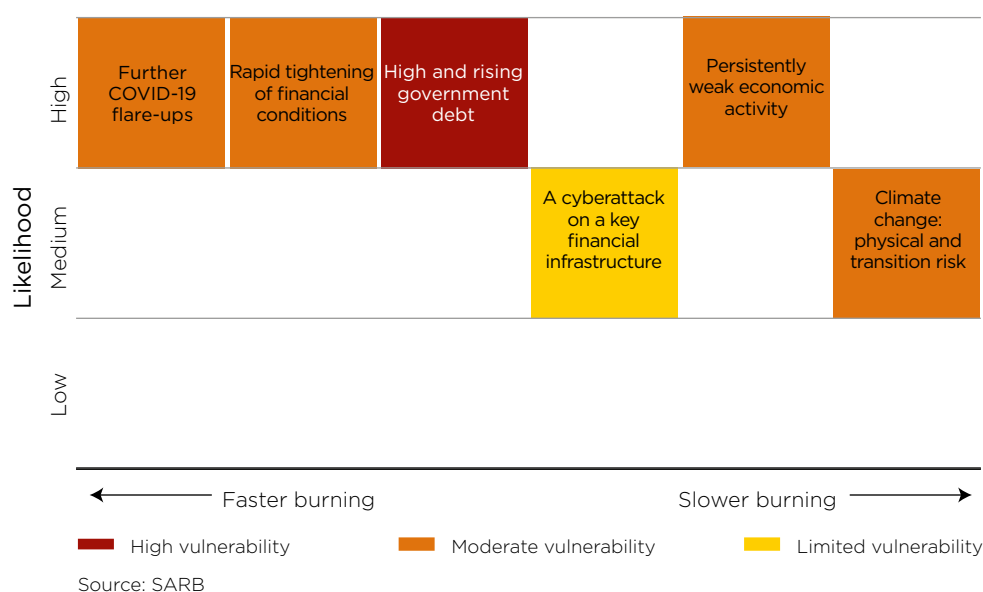 Likelihood
High
Medium
Low
Further
COVID-19
flare-ups
Rapid tightening
of financial
conditions
High and rising
government
debt
Persistently
weak economic
activity
A cyberattack
on a key
financial
infrastructure
Climate
change:
physical and
transition risk
Faster burning
Slower burning
High vulnerability
Moderate vulnerability
Limited vulnerability
Source: SARB